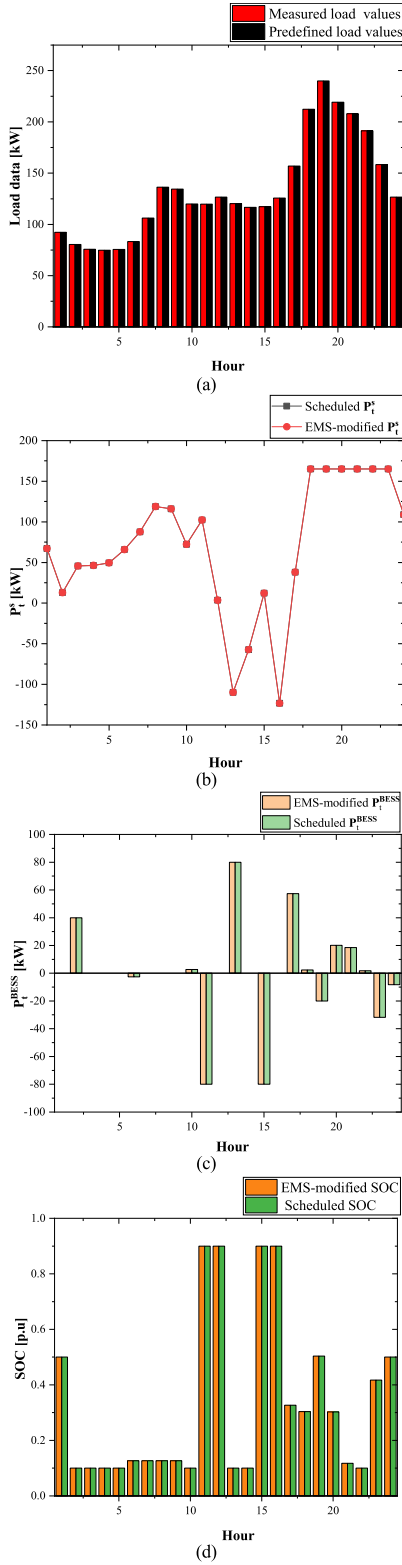 Measured load values
Predefined load values
Load data [kW]
250
200
150
100
50
0
5
10
15
20
Hour
(a)
Scheduled P_t^s
EMS-modified P_t^s
P_t^s [kW]
200
150
100
50
0
-50
-100
-150
5
10
15
20
Hour
(b)
EMS-modified P_t^BESS
Scheduled P_t^BESS
P_t^BESS [kW]
100
80
60
40
20
0
-20
-40
-60
-80
-100
5
10
15
20
Hour
(c)
EMS-modified SOC
Scheduled SOC
SOC [p.u]
1.0
0.8
0.6
0.4
0.2
0.0
5
10
15
20
Hour
(d)